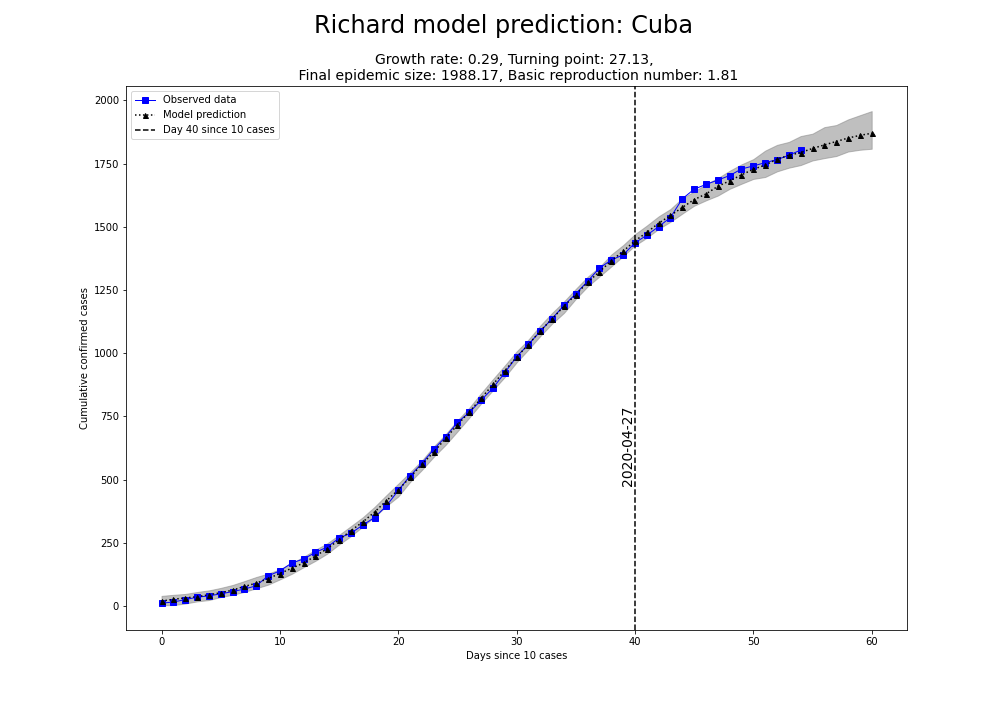 Richard model prediction: Cuba
Growth rate: 0.29, Turning point: 27.13,
Final epidemic size: 1988.17, Basic reproduction number: 1.81
Observed data
Model prediction
Day 40 since 10 cases
2000
1750
1500
1250
1000
750
500
250
0
Cumulative confirmed cases
2020-04-27
0 10 20 30 40 50 60
Days since 10 cases